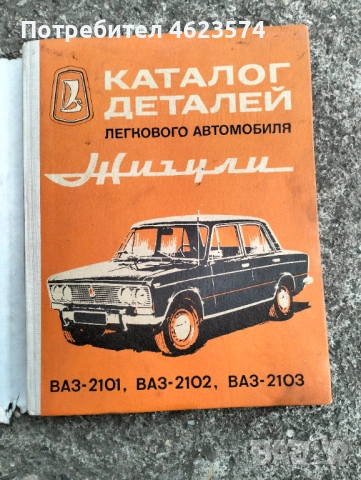 Потребител 4623574
КАТАЛОГ
ДЕТАЛЕЙ
ЛЕГКОВОГО АВТОМОБИЛЯ
Жигули
ВАЗ-2101, ВАЗ-2102, ВАЗ-2103